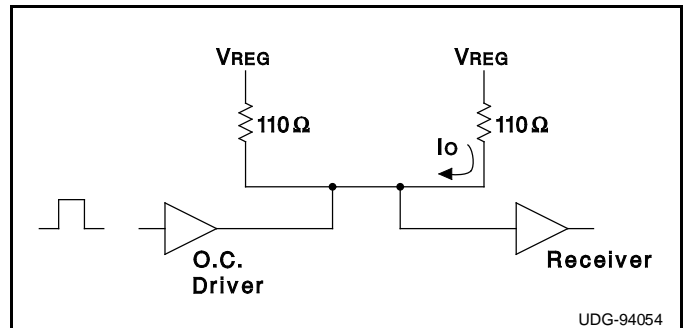 VREG
VREG
110Ω
110Ω
Io
O.C.
Driver
Receiver
UDG-94054